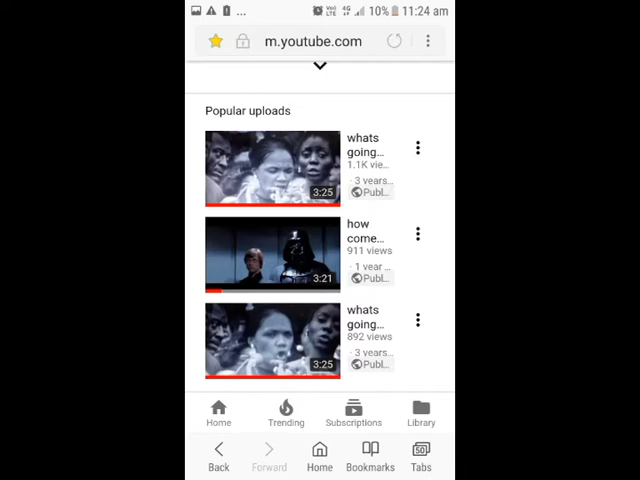 ... 10% 11:24 am
m.youtube.com
Popular uploads
whats
going...
1.1K vie...
· 3 years...
Publ...
3:25
how
come...
911 views
· 1 year ...
Publ...
3:21
whats
going...
892 views
· 3 years...
Publ...
3:25
Home Trending Subscriptions Library
50
Back Forward Home Bookmarks Tabs